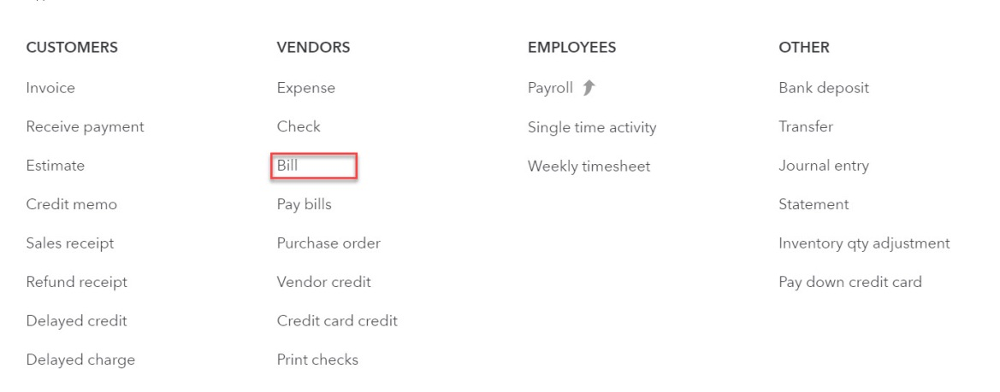 CUSTOMERS
Invoice
Receive payment
Estimate
Credit memo
Sales receipt
Refund receipt
Delayed credit
Delayed charge
VENDORS
Expense
Check
Bill
Pay bills
Purchase order
Vendor credit
Credit card credit
Print checks
EMPLOYEES
Payroll
Single time activity
Weekly timesheet
OTHER
Bank deposit
Transfer
Journal entry
Statement
Inventory qty adjustment
Pay down credit card